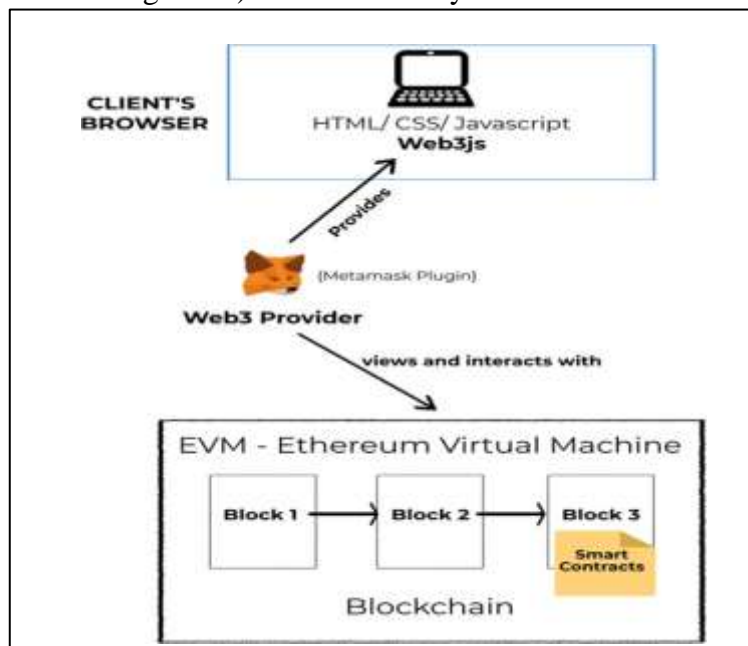 CLIENT'S
BROWSER
HTML/ CSS/ Javascript
Web3js
Provides
(Metamask Plugin)
Web3 Provider
views and interacts with
EVM - Ethereum Virtual Machine
Block 1
Block 2
Block 3
Smart
Contracts
Blockchain